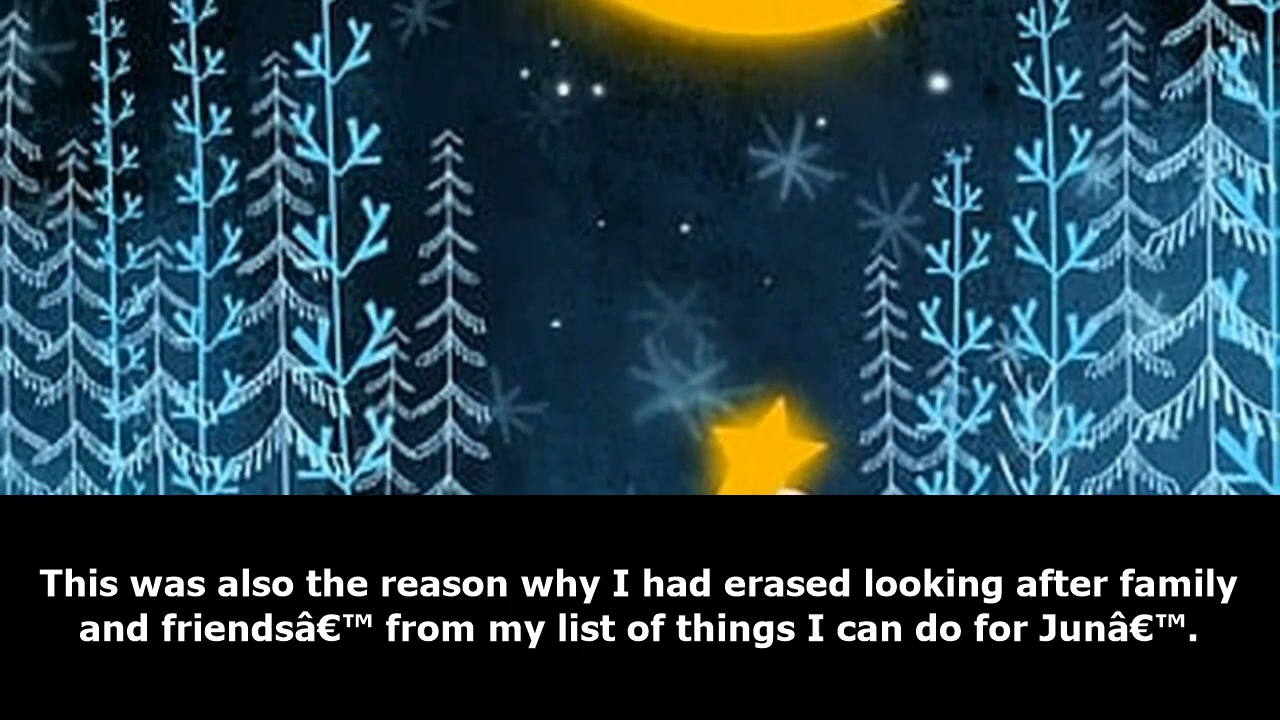 This was also the reason why I had erased looking after family
and friendsâ€™ from my list of things I can do for Junâ€™.